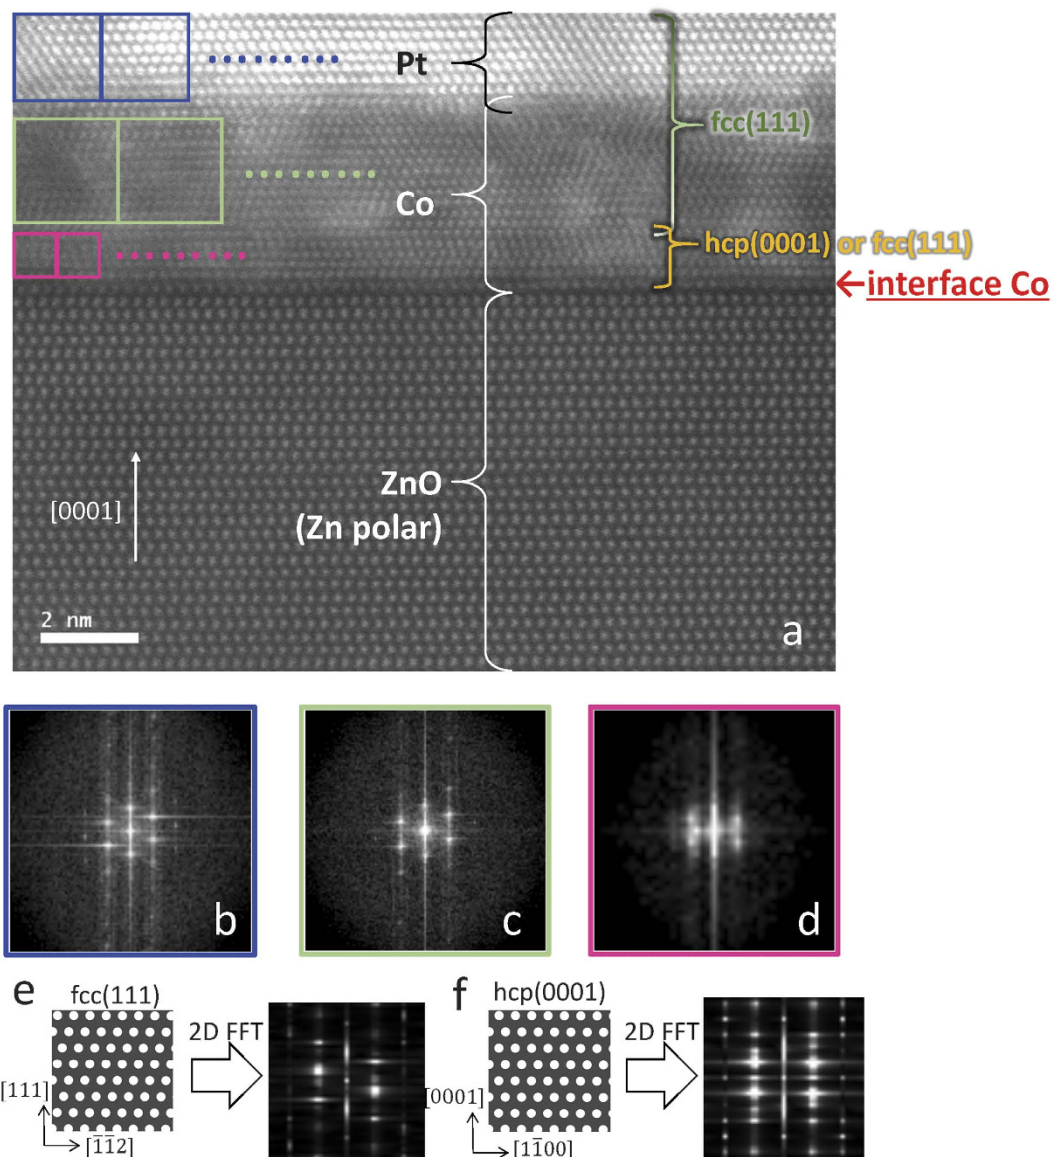 Pt
fcc(111)
Co
hcp(0001) or fcc(111)
←interface Co
ZnO
(Zn polar)
[0001]
2 nm
a
b
c
d
e
fcc(111)
2D FFT
[111]
[1̅1̅2]
f
hcp(0001)
2D FFT
[0001]
[11̅00]